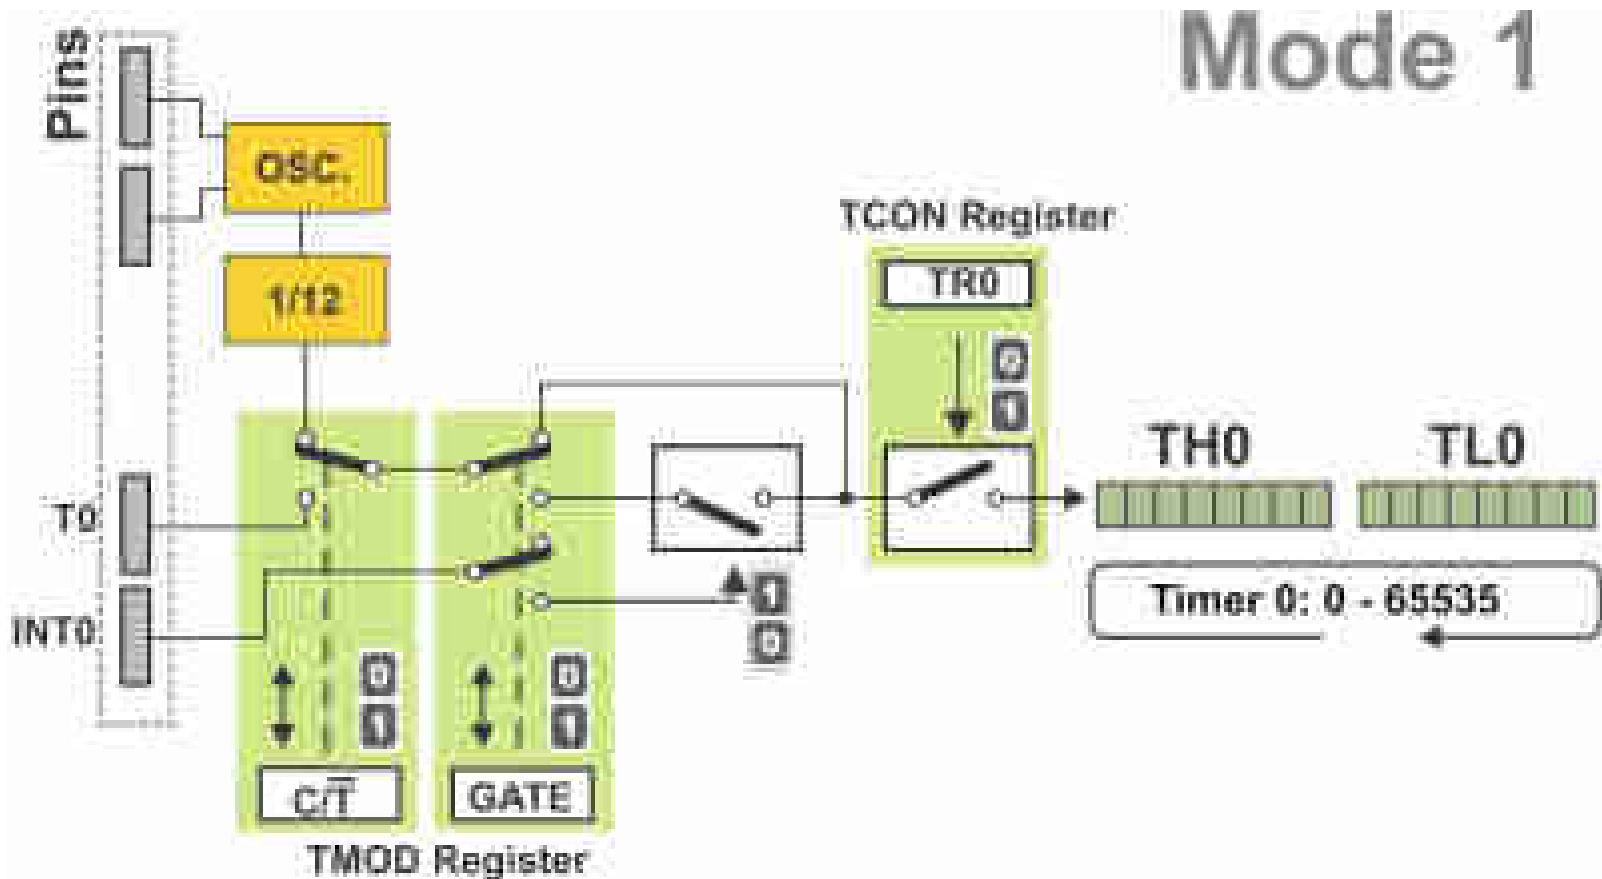 Mode 1
Pins
OSC.
1/12
TCON Register
TR0
0
1
TH0 TL0
T0
Timer 0: 0 - 65535
INT0
1
0
0
1
0
1
C/T̅
GATE
TMOD Register